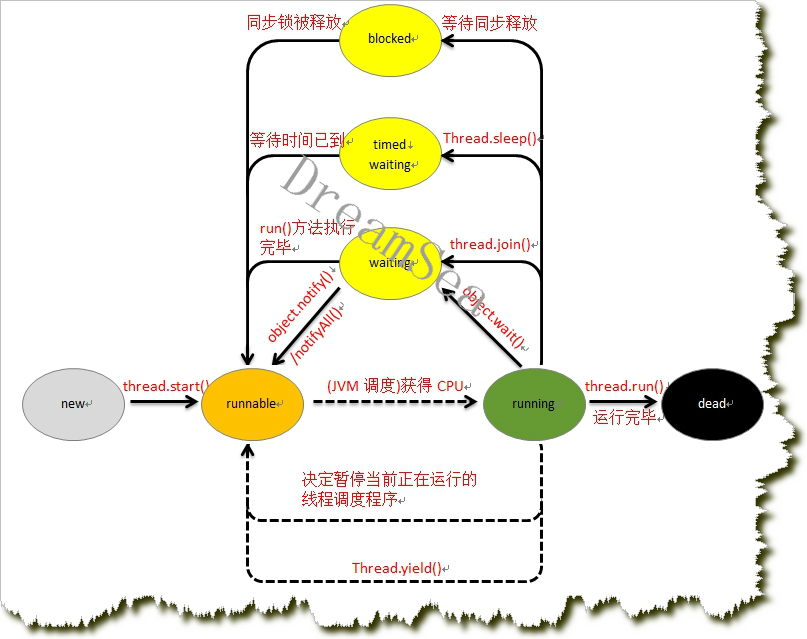 同步锁被释放
blocked
等待同步释放
等待时间已到
timed
waiting
Thread.sleep()
run()方法执行
完毕
waiting
thread.join()
object.notify()
/notifyAll()
object.wait()
DreamSea
new
thread.start()
runnable
(JVM 调度)获得 CPU
running
thread.run()
运行完毕
dead
决定暂停当前正在运行的
线程调度程序
Thread.yield()